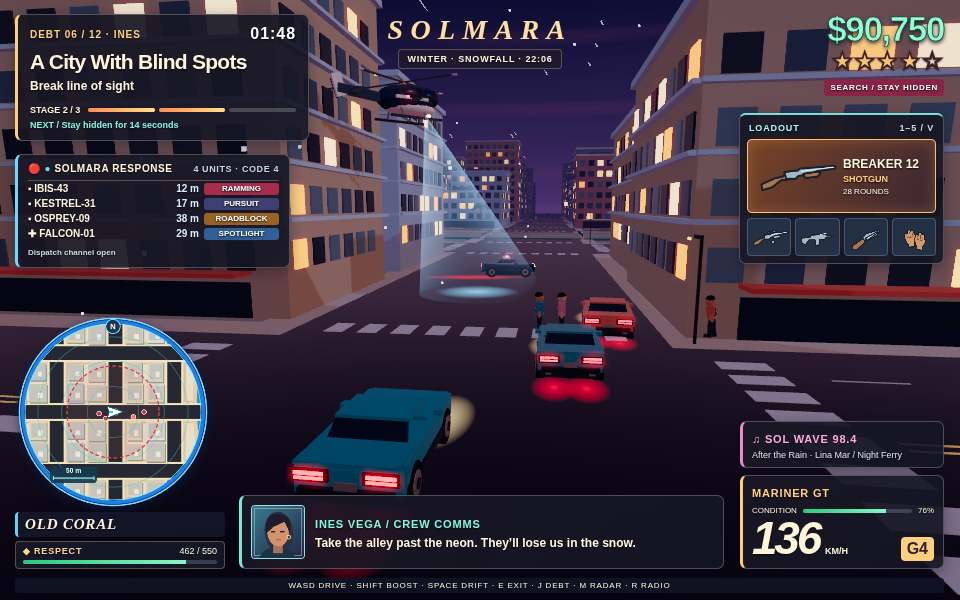 DEBT 06 / 12 · INES
01:48
A City With Blind Spots
Break line of sight
STAGE 2 / 3
NEXT / Stay hidden for 14 seconds
SOLMARA RESPONSE
4 UNITS · CODE 4
IBIS-43 12 m RAMMING
KESTREL-31 17 m PURSUIT
OSPREY-09 38 m ROADBLOCK
FALCON-01 29 m SPOTLIGHT
Dispatch channel open
SOLMARA
WINTER · SNOWFALL · 22:06
$90,750
SEARCH / STAY HIDDEN
LOADOUT
1–5 / V
BREAKER 12
SHOTGUN
28 ROUNDS
N
50 m
OLD CORAL
◆ RESPECT
462 / 550
INES VEGA / CREW COMMS
Take the alley past the neon. They'll lose us in the snow.
♫ SOL WAVE 98.4
After the Rain · Lina Mar / Night Ferry
MARINER GT
CONDITION
76%
136 KM/H
G4
WASD DRIVE · SHIFT BOOST · SPACE DRIFT · E EXIT · J DEBT · M RADAR · R RADIO